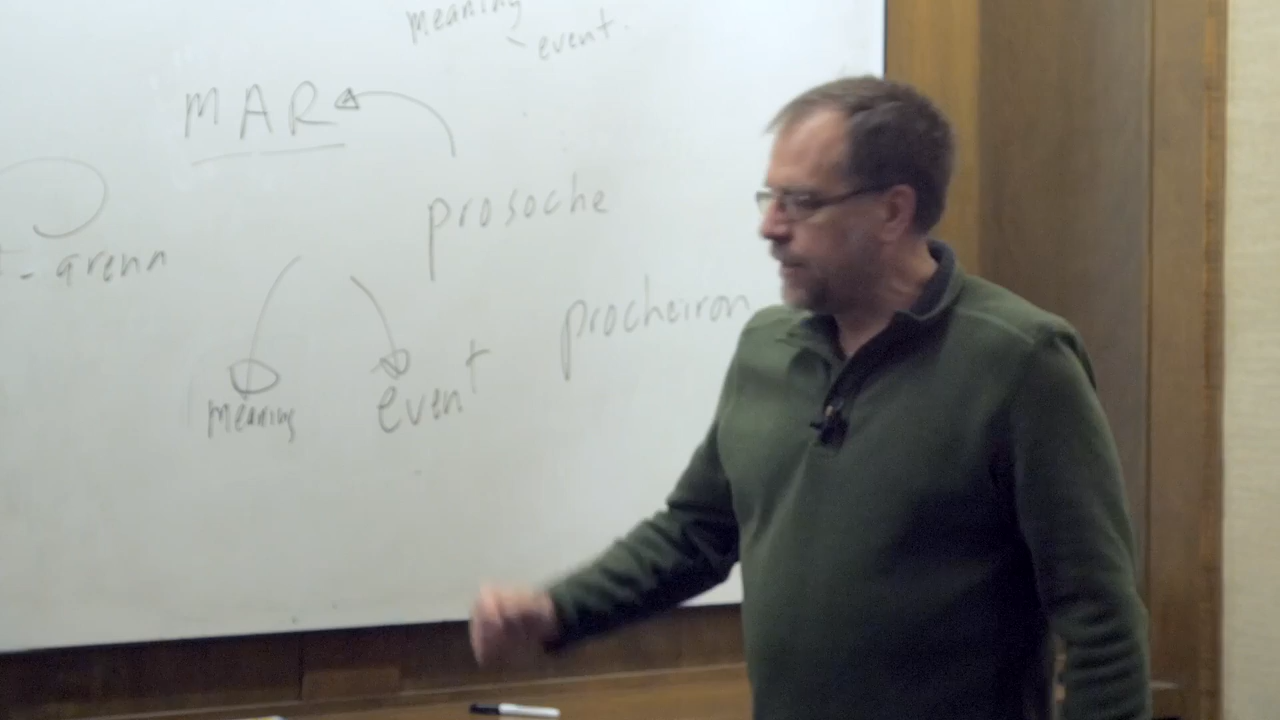 meaning
event.
MAR
prosoche
t-arena
procheiron
meaning
event